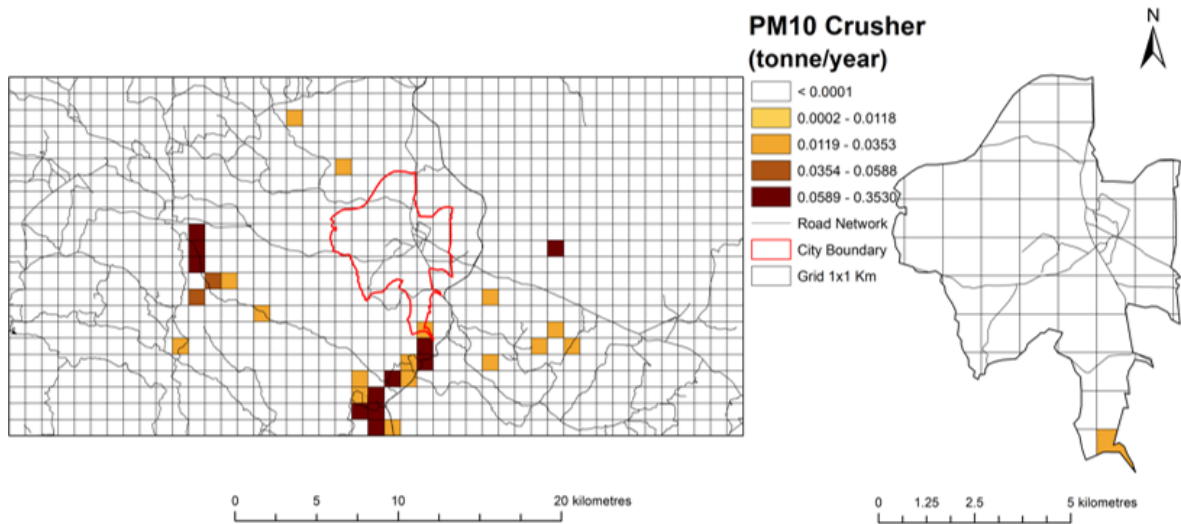 PM10 Crusher
(tonne/year)
< 0.0001
0.0002 - 0.0118
0.0119 - 0.0353
0.0354 - 0.0588
0.0589 - 0.3530
Road Network
City Boundary
Grid 1x1 Km
N
0 5 10 20 kilometres
0 1.25 2.5 5 kilometres